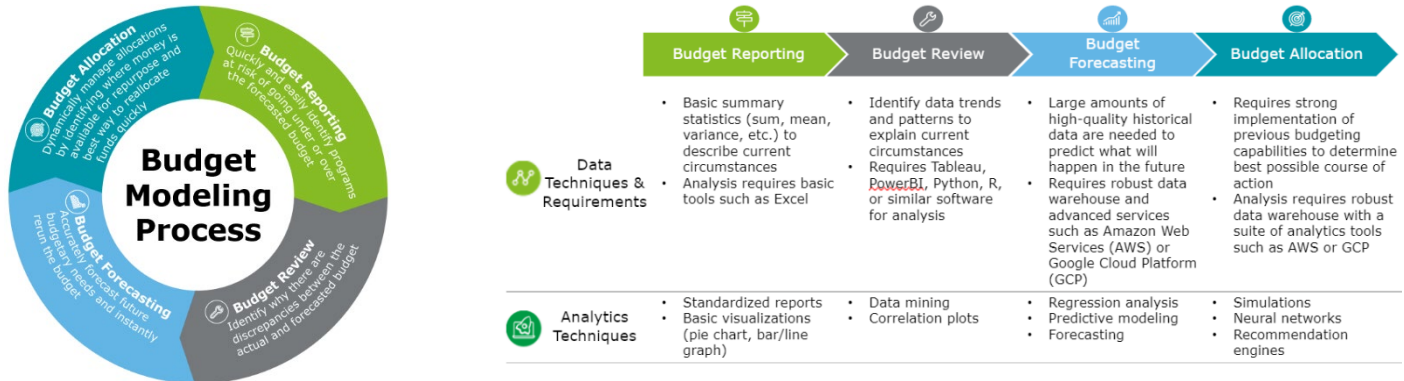 Budget Modeling Process
Budget Allocation
Dynamically manage allocations
by identifying where money is
available for repurpose and
best way to reallocate
funds quickly
Budget Reporting
Quickly and easily identify programs
at risk of going under or over
the forecasted budget
Budget Review
Identify why there are
discrepancies between the
actual and forecasted budget
Budget Forecasting
Accurately forecast future
budgetary needs and instantly
rerun the budget
Budget Reporting
Budget Review
Budget
Forecasting
Budget Allocation
Data
Techniques &
Requirements
• Basic summary
statistics (sum, mean,
variance, etc.) to
describe current
circumstances
• Analysis requires basic
tools such as Excel
• Identify data trends
and patterns to
explain current
circumstances
• Requires Tableau,
PowerBI, Python, R,
or similar software
for analysis
• Large amounts of
high-quality historical
data are needed to
predict what will
happen in the future
• Requires robust data
warehouse and
advanced services
such as Amazon Web
Services (AWS) or
Google Cloud Platform
(GCP)
• Requires strong
implementation of
previous budgeting
capabilities to determine
best possible course of
action
• Analysis requires robust
data warehouse with a
suite of analytics tools
such as AWS or GCP
Analytics
Techniques
• Standardized reports
• Basic visualizations
(pie chart, bar/line
graph)
• Data mining
• Correlation plots
• Regression analysis
• Predictive modeling
• Forecasting
• Simulations
• Neural networks
• Recommendation
engines